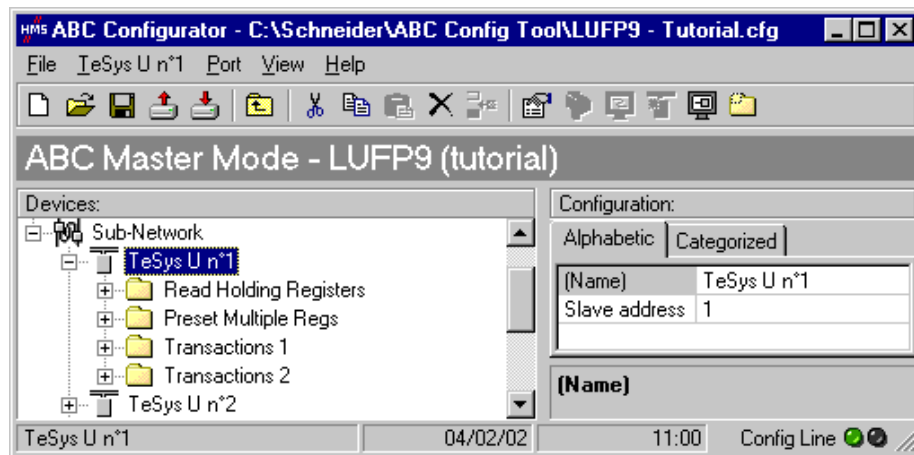 HMS ABC Configurator - C:\Schneider\ABC Config Tool\LUFP9 - Tutorial.cfg
File TeSys U n°1 Port View Help
ABC Master Mode - LUFP9 (tutorial)
Devices:
Sub-Network
TeSys U n°1
Read Holding Registers
Preset Multiple Regs
Transactions 1
Transactions 2
TeSys U n°2
Configuration:
Alphabetic Categorized
(Name) TeSys U n°1
Slave address 1
(Name)
TeSys U n°1 04/02/02 11:00 Config Line